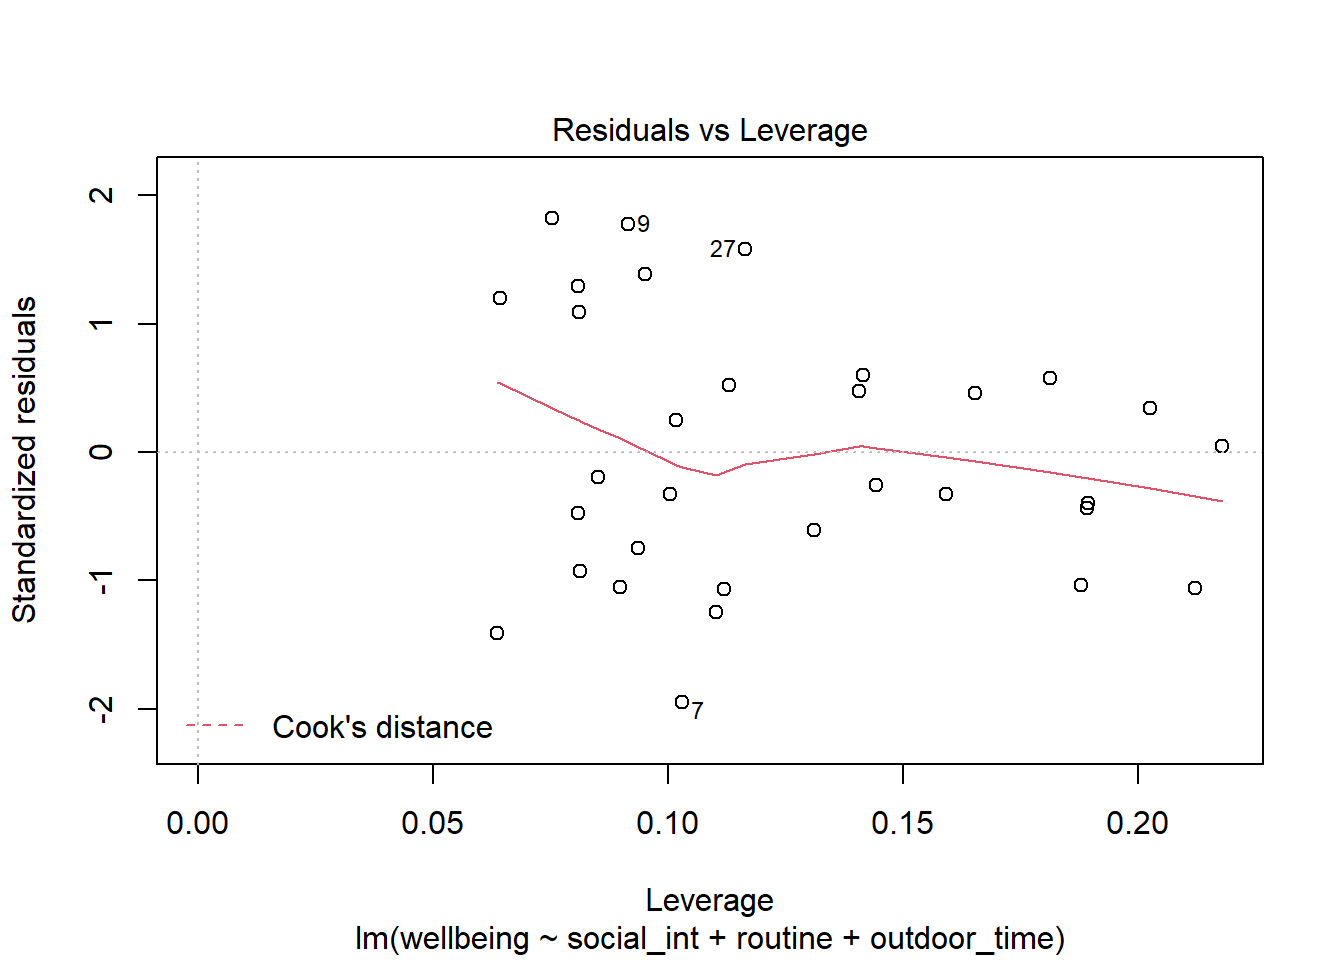 Residuals vs Leverage
Standardized residuals
2
1
0
-1
-2
9
27
7
Cook's distance
0.00 0.05 0.10 0.15 0.20
Leverage
lm(wellbeing ~ social_int + routine + outdoor_time)